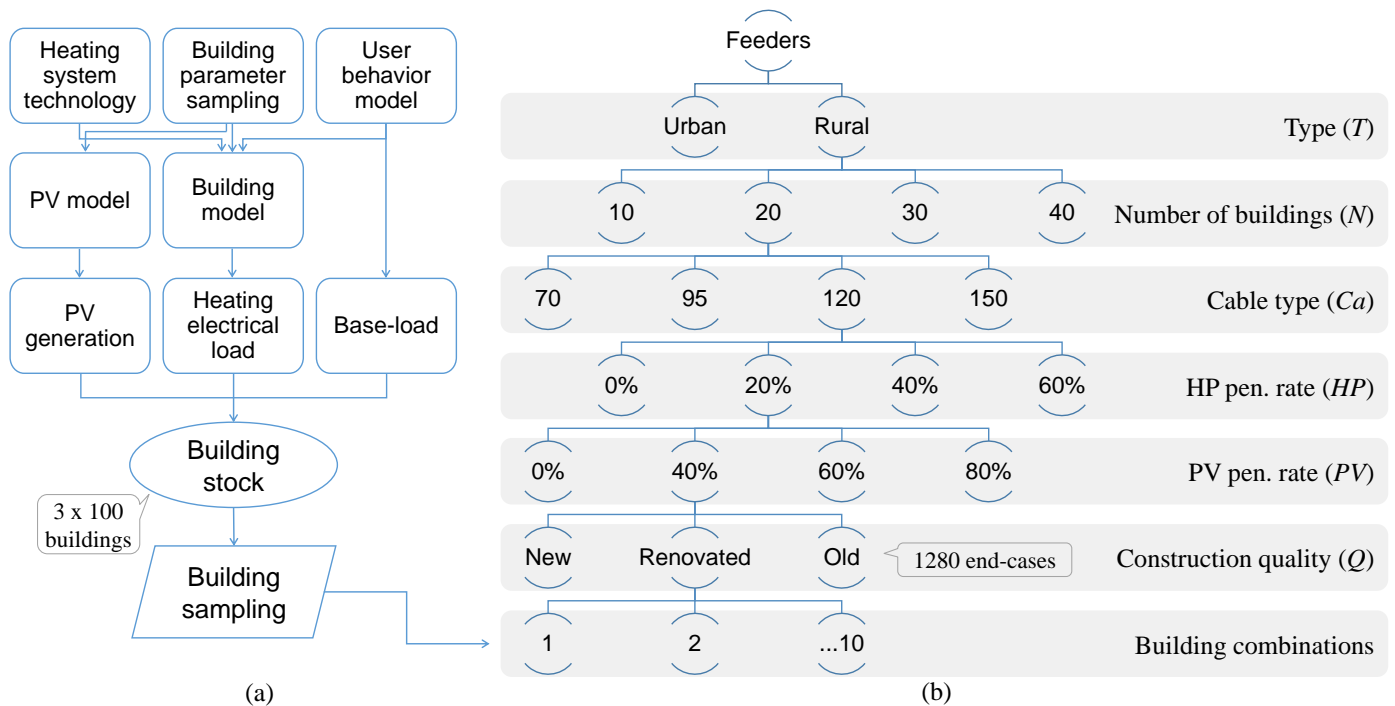 Heating
system
technology
Building
parameter
sampling
User
behavior
model
PV model
Building
model
PV
generation
Heating
electrical
load
Base-load
Building
stock
3 x 100
buildings
Building
sampling
(a)
Feeders
Urban
Rural
Type (T)
10
20
30
40
Number of buildings (N)
70
95
120
150
Cable type (Ca)
0%
20%
40%
60%
HP pen. rate (HP)
0%
40%
60%
80%
PV pen. rate (PV)
New
Renovated
Old
1280 end-cases
Construction quality (Q)
1
2
...10
Building combinations
(b)